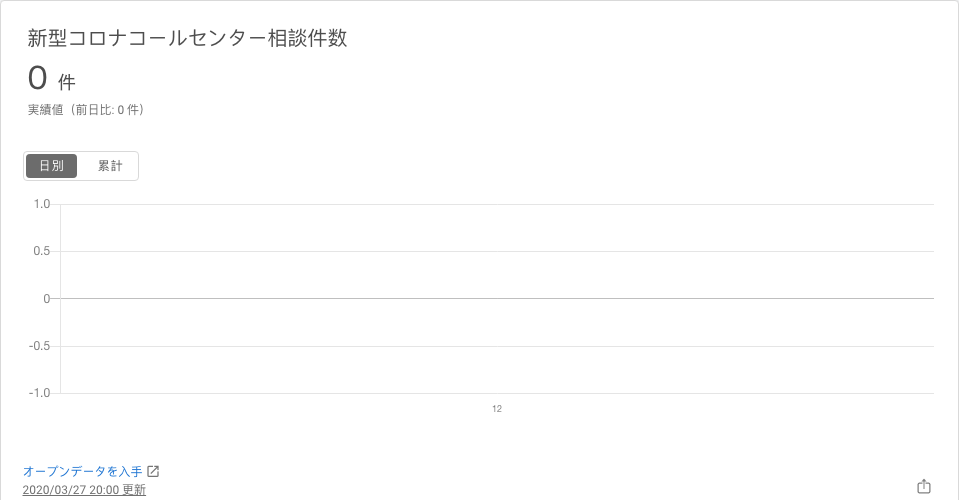 新型コロナコールセンター相談件数
0 件
実績値（前日比: 0 件）
日別 累計
1.0
0.5
0
-0.5
-1.0
12
オープンデータを入手
2020/03/27 20:00 更新